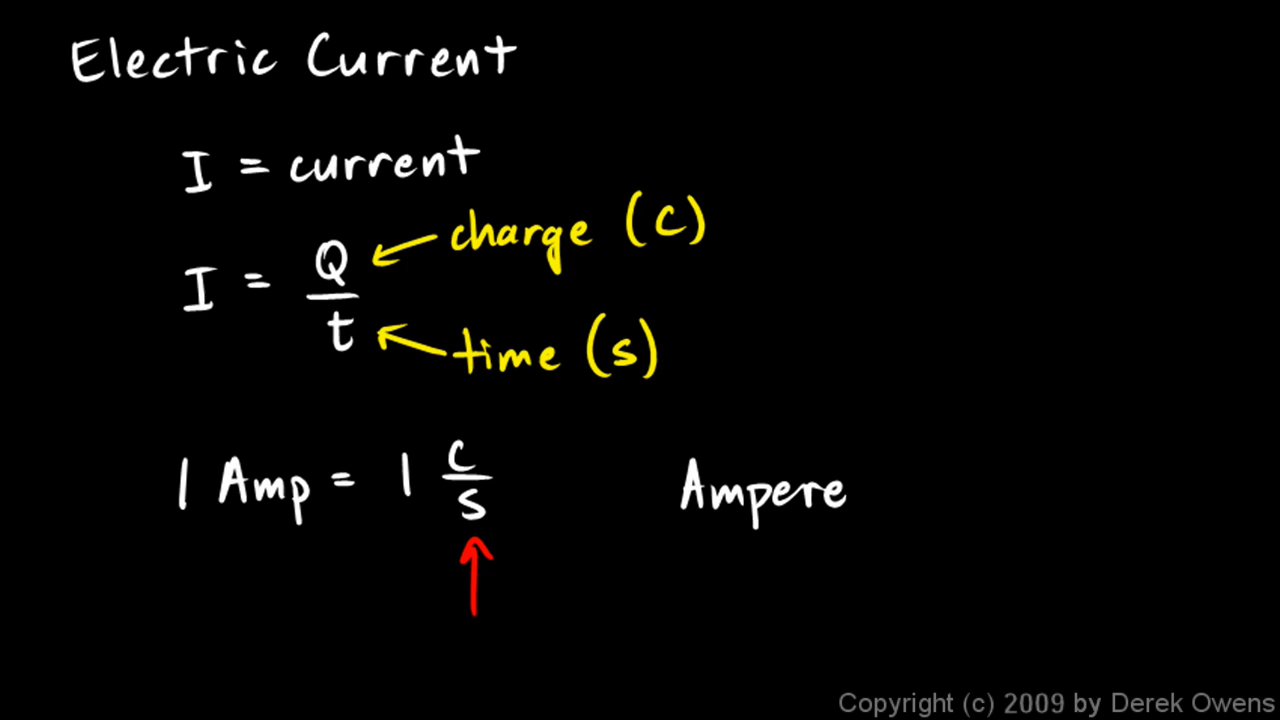 Electric Current
I = current
I = Q/t ← charge (C)
← time (s)
1 Amp = 1 C/s Ampere
Copyright (c) 2009 by Derek Owens